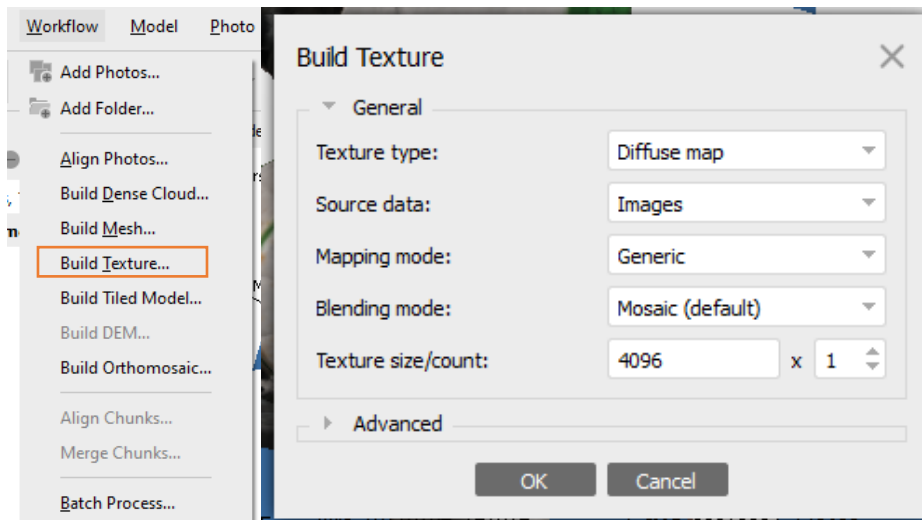 Workflow Model Photo
Add Photos...
Add Folder...
Align Photos...
Build Dense Cloud...
Build Mesh...
Build Texture...
Build Tiled Model...
Build DEM...
Build Orthomosaic...
Align Chunks...
Merge Chunks...
Batch Process...
Build Texture
General
Texture type: Diffuse map
Source data: Images
Mapping mode: Generic
Blending mode: Mosaic (default)
Texture size/count: 4096 x 1
Advanced
OK Cancel